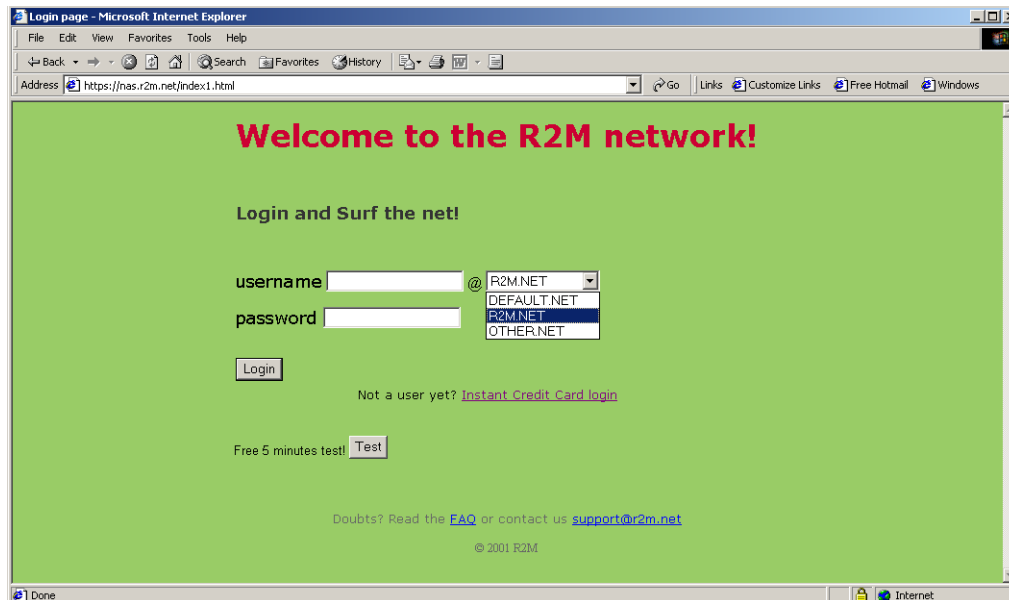 Login page - Microsoft Internet Explorer
File Edit View Favorites Tools Help
Back Search Favorites History
Address https://nas.r2m.net/index1.html Go Links Customize Links Free Hotmail Windows
Welcome to the R2M network!
Login and Surf the net!
username @ R2M.NET
DEFAULT.NET
password R2M.NET
OTHER.NET
Login
Not a user yet? Instant Credit Card login
Free 5 minutes test! Test
Doubts? Read the FAQ or contact us support@r2m.net
© 2001 R2M
Done Internet